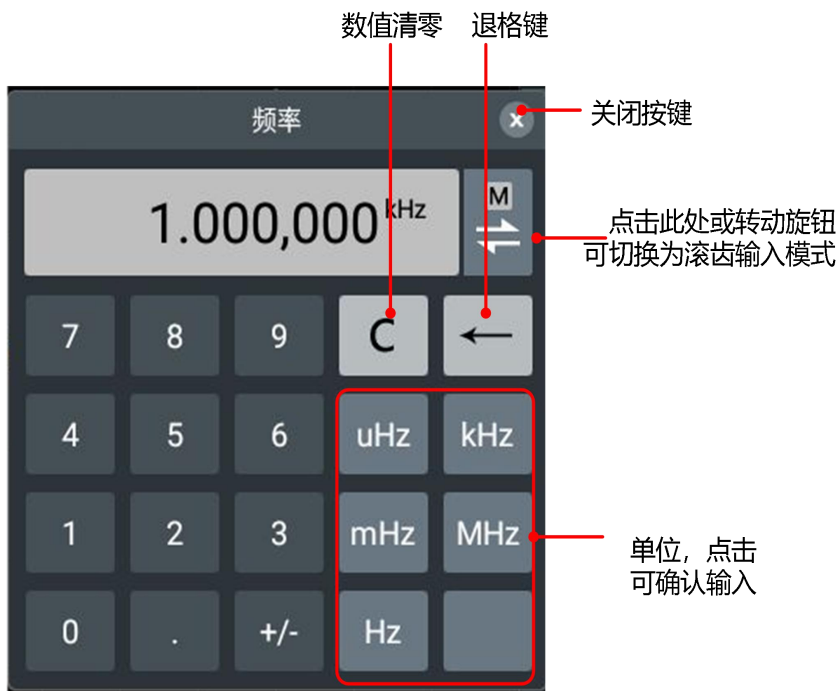 数值清零 退格键
频率
x
关闭按键
1.000,000 kHz
M
点击此处或转动旋钮
可切换为滚齿输入模式
7 8 9 C ←
4 5 6 uHz kHz
1 2 3 mHz MHz
单位，点击
可确认输入
0 . +/- Hz